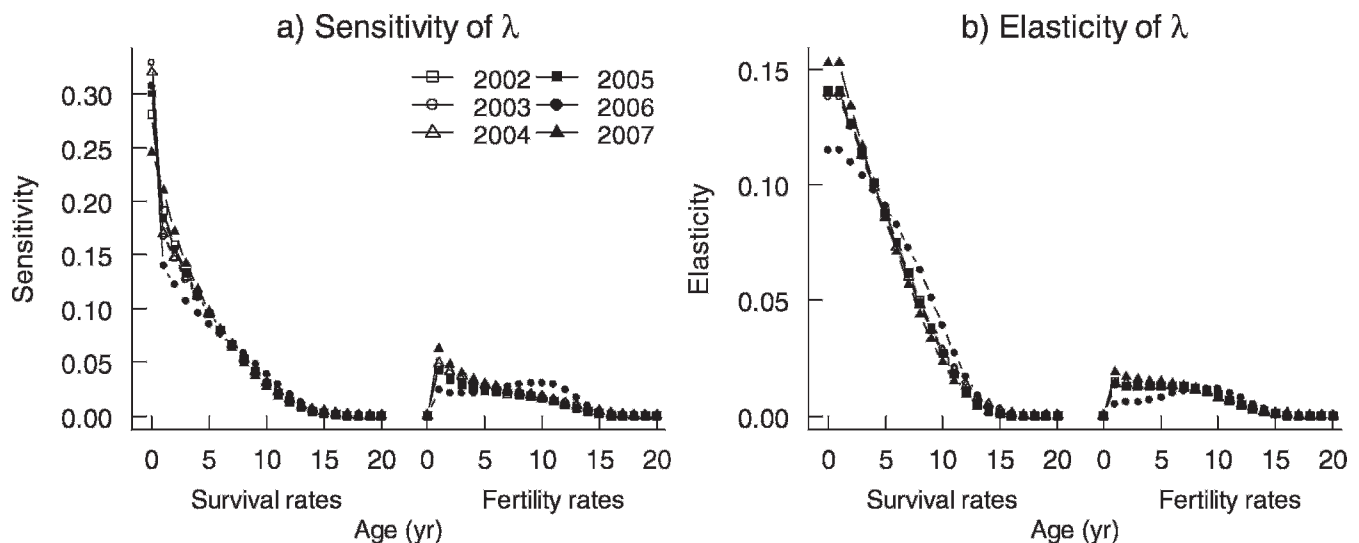 a) Sensitivity of λ
0.30
0.25
0.20
0.15
0.10
0.05
0.00
Sensitivity
2002 2005
2003 2006
2004 2007
0 5 10 15 20 0 5 10 15 20
Survival rates Fertility rates
Age (yr)
b) Elasticity of λ
0.15
0.10
0.05
0.00
Elasticity
0 5 10 15 20 0 5 10 15 20
Survival rates Fertility rates
Age (yr)